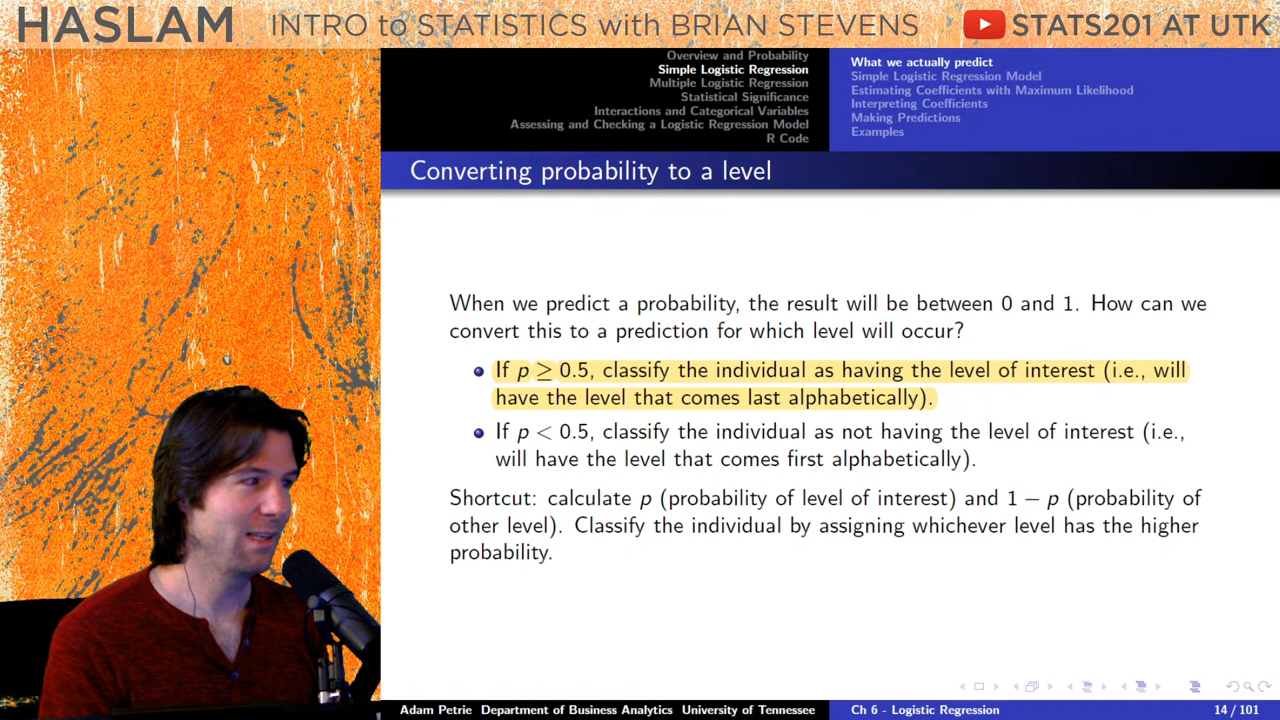 HASLAM INTRO to STATISTICS with BRIAN STEVENS STATS201 AT UTK
Overview and Probability
Simple Logistic Regression
Multiple Logistic Regression
Statistical Significance
Interactions and Categorical Variables
Assessing and Checking a Logistic Regression Model
R Code
What we actually predict
Simple Logistic Regression Model
Estimating Coefficients with Maximum Likelihood
Interpreting Coefficients
Making Predictions
Examples
Converting probability to a level
When we predict a probability, the result will be between 0 and 1. How can we
convert this to a prediction for which level will occur?
If p ≥ 0.5, classify the individual as having the level of interest (i.e., will
have the level that comes last alphabetically).
If p < 0.5, classify the individual as not having the level of interest (i.e.,
will have the level that comes first alphabetically).
Shortcut: calculate p (probability of level of interest) and 1 − p (probability of
other level). Classify the individual by assigning whichever level has the higher
probability.
Adam Petrie Department of Business Analytics University of Tennessee Ch 6 - Logistic Regression 14 / 101